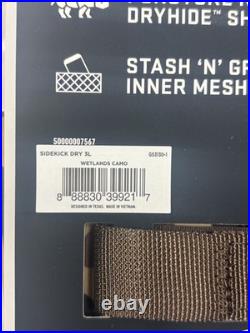 DRYHIDE™ SH
STASH 'N' GR
INNER MESH
SD000007567
SIDEKICK DRY 3L
WETLANDS CAMO
8 88830 39921 7
DESIGNED IN TEXAS. MADE IN VIETNAM.